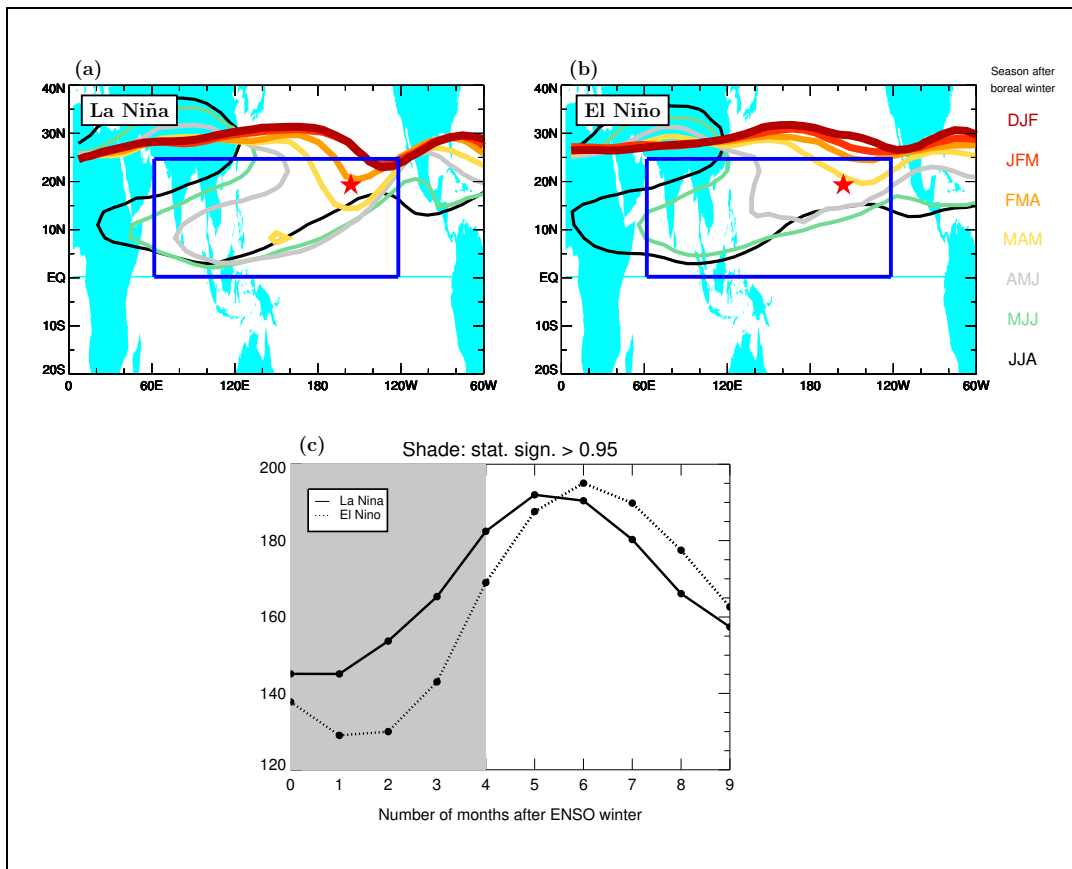 (a)
(b)
Season after
boreal winter
La Niña
El Niño
40N
30N
20N
10N
EQ
10S
20S
0
60E
120E
180
120W
60W
40N
30N
20N
10N
EQ
10S
20S
0
60E
120E
180
120W
60W
DJF
JFM
FMA
MAM
AMJ
MJJ
JJA
(c)
Shade: stat. sign. > 0.95
La Nina
El Nino
200
180
160
140
120
0 1 2 3 4 5 6 7 8 9
Number of months after ENSO winter